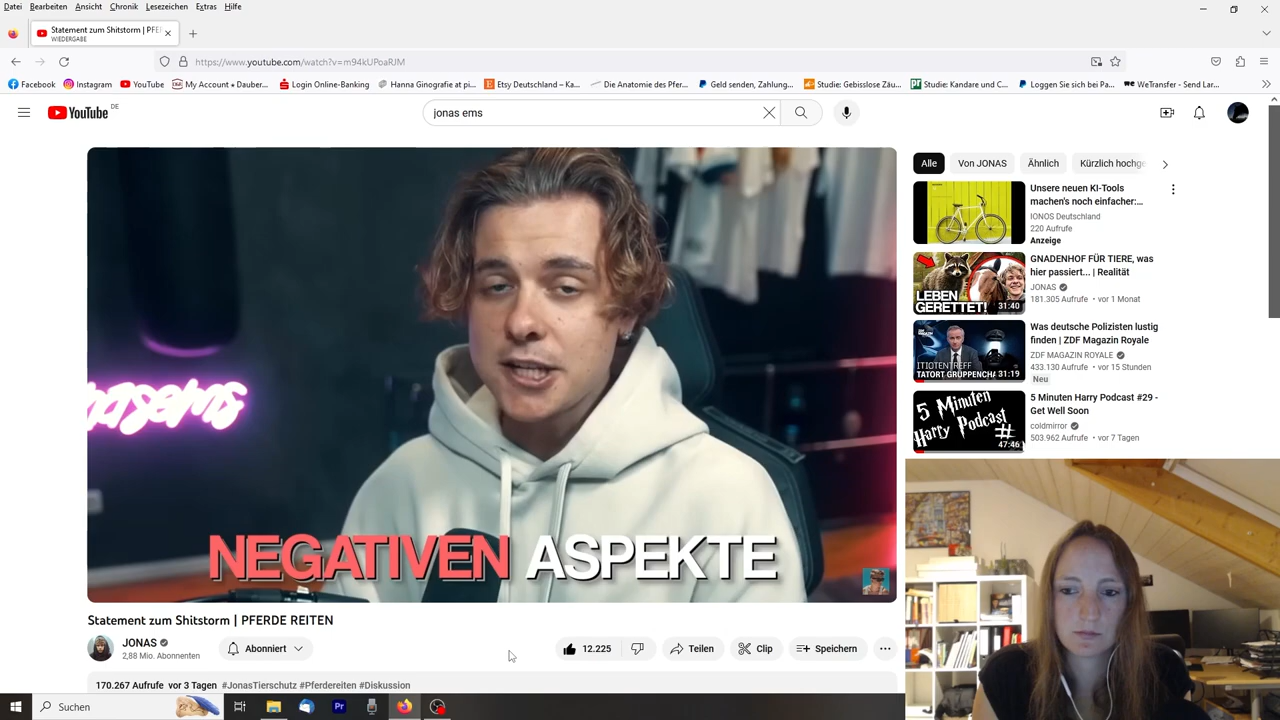 Datei Bearbeiten Ansicht Chronik Lesezeichen Extras Hilfe
Statement zum Shitstorm | PFE
WIEDERGABE
https://www.youtube.com/watch?v=m94kUPoaRJM
Facebook Instagram YouTube My Account • Dauber... Login Online-Banking Hanna Ginografie at pi... Etsy Deutschland – Ka... Die Anatomie des Pfer... Geld senden, Zahlung... Studie: Gebisslose Zäu... Studie: Kandare und C... Loggen Sie sich bei Pa... WeTransfer - Send Lar...
YouTube DE
jonas ems
Alle Von JONAS Ähnlich Kürzlich hochge
NEGATIVEN ASPEKTE
Statement zum Shitstorm | PFERDE REITEN
JONAS
2,88 Mio. Abonnenten
Abonniert
12.225
Teilen
Clip
Speichern
170.267 Aufrufe vor 3 Tagen #JonasTierschutz #Pferdereiten #Diskussion
Unsere neuen KI-Tools
machen's noch einfacher:...
IONOS Deutschland
220 Aufrufe
Anzeige
LEBEN
GERETTET!
31:40
GNADENHOF FÜR TIERE, was
hier passiert... | Realität
JONAS
181.305 Aufrufe • vor 1 Monat
ITIOTENTREFF
TATORT GRUPPENCHA
31:19
Was deutsche Polizisten lustig
finden | ZDF Magazin Royale
ZDF MAGAZIN ROYALE
433.130 Aufrufe • vor 15 Stunden
Neu
5 Minuten
Harry Podcast
#
47:46
5 Minuten Harry Podcast #29 -
Get Well Soon
coldmirror
503.962 Aufrufe • vor 7 Tagen
Suchen